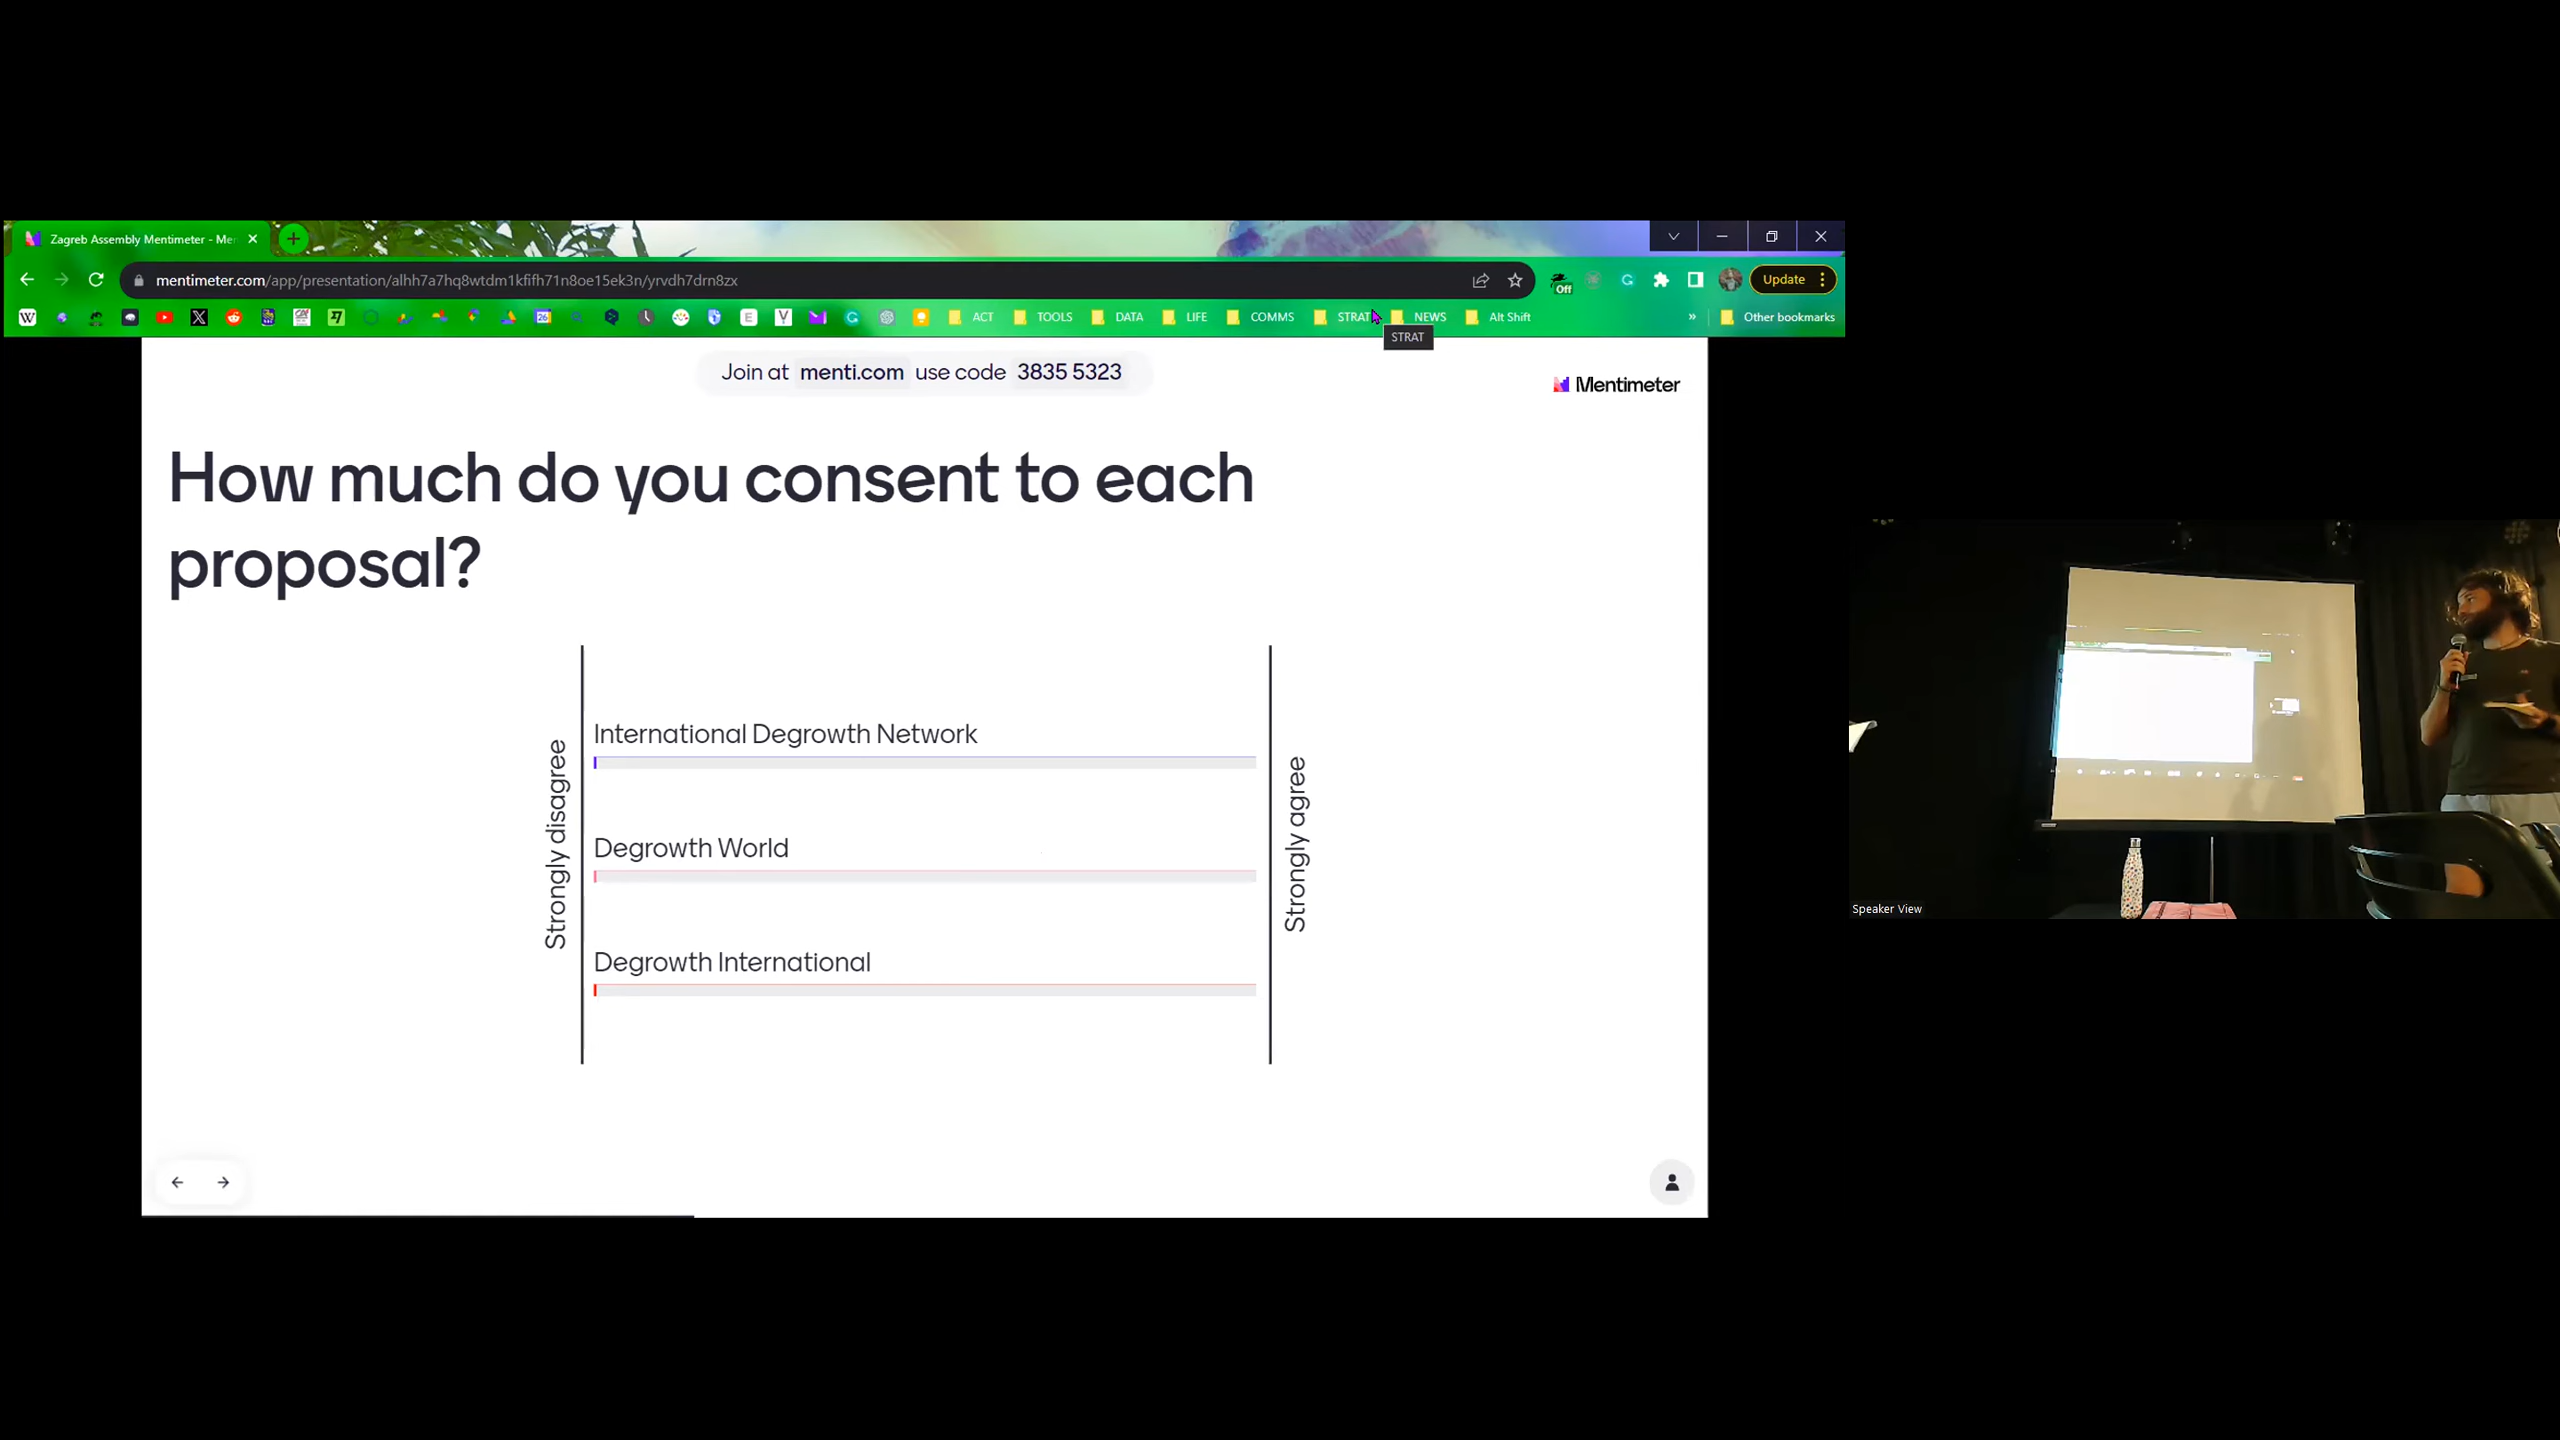 Zagreb Assembly Mentimeter - Me
mentimeter.com/app/presentation/alhh7a7hq8wtdm1kfifh71n8oe15ek3n/yrvdh7drn8zx
Off
Update
W
26
E
ACT
TOOLS
DATA
LIFE
COMMS
STRAT
NEWS
Alt Shift
Other bookmarks
STRAT
Join at menti.com use code 3835 5323
Mentimeter
How much do you consent to each
proposal?
Strongly disagree
International Degrowth Network
Degrowth World
Degrowth International
Strongly agree
Speaker View